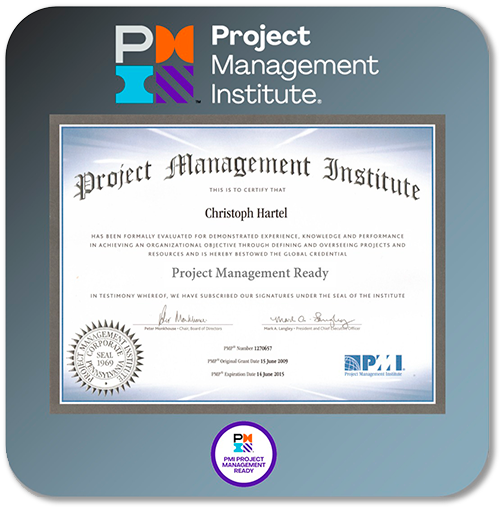 PM
Project
Management
Institute.
Project Management Institute
THIS IS TO CERTIFY THAT
Christoph Hartel
HAS BEEN FORMALLY EVALUATED FOR DEMONSTRATED EXPERIENCE, KNOWLEDGE AND PERFORMANCE
IN ACHIEVING AN ORGANIZATIONAL OBJECTIVE THROUGH DEFINING AND OVERSEEING PROJECTS AND
RESOURCES AND IS HEREBY BESTOWED THE GLOBAL CREDENTIAL
Project Management Ready
IN TESTIMONY WHEREOF, WE HAVE SUBSCRIBED OUR SIGNATURES UNDER THE SEAL OF THE INSTITUTE
Peter Monkhouse • Chair, Board of Directors
Mark A. Langley • President and Chief Executive Officer
PMP® Number 1270657
PMP® Original Grant Date 15 June 2009
PMP® Expiration Date 14 June 2015
PROJECT MANAGEMENT INSTITUTE
CORPORATE
SEAL
1969
PENNSYLVANIA
PMI
Project Management Institute
PMI PROJECT
MANAGEMENT
READY